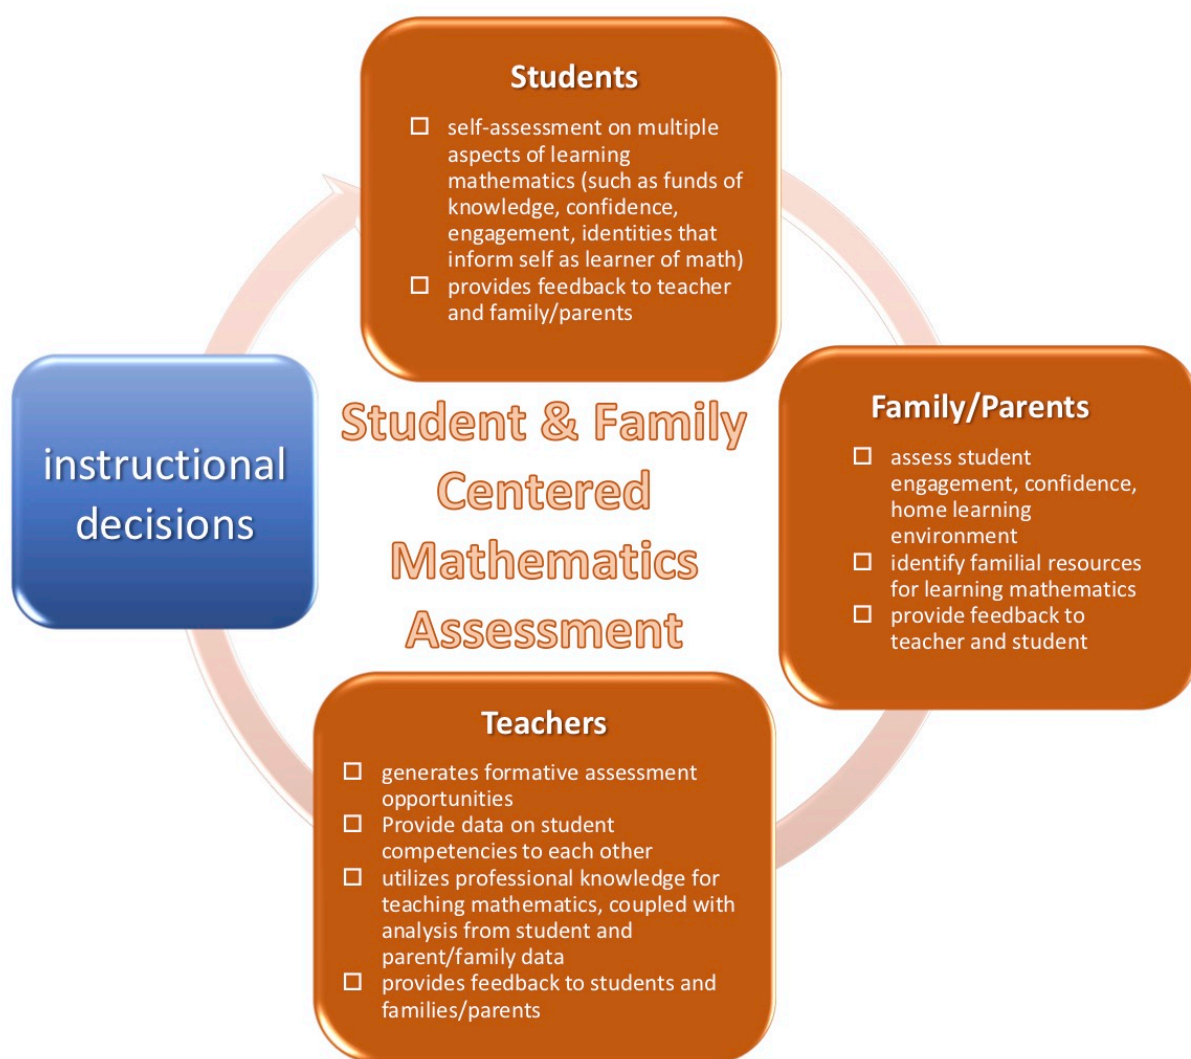 Students
☐ self-assessment on multiple
aspects of learning
mathematics (such as funds of
knowledge, confidence,
engagement, identities that
inform self as learner of math)
☐ provides feedback to teacher
and family/parents
Family/Parents
☐ assess student
engagement, confidence,
home learning
environment
☐ identify familial resources
for learning mathematics
☐ provide feedback to
teacher and student
Teachers
☐ generates formative assessment
opportunities
☐ Provide data on student
competencies to each other
☐ utilizes professional knowledge for
teaching mathematics, coupled with
analysis from student and
parent/family data
☐ provides feedback to students and
families/parents
instructional
decisions
Student & Family
Centered
Mathematics
Assessment